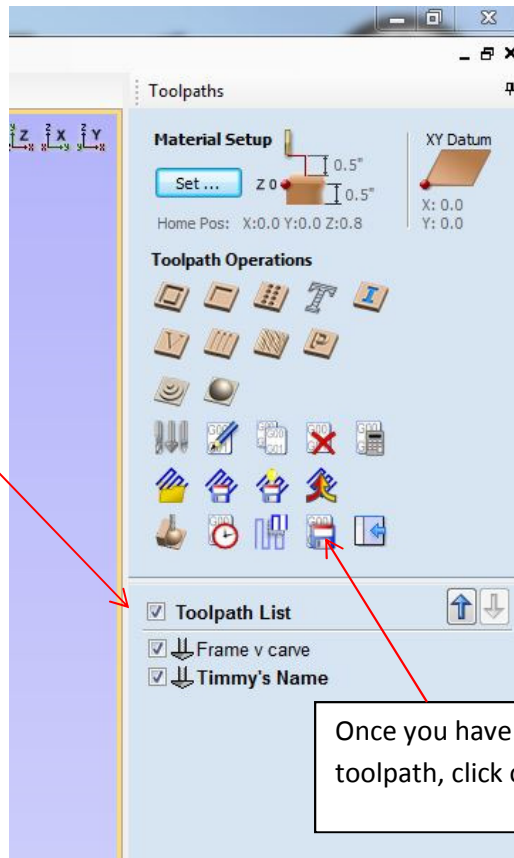 Toolpaths
Z X Y
Material Setup
XY Datum
Set ...
Z 0
0.5"
0.5"
X: 0.0
Y: 0.0
Home Pos: X:0.0 Y:0.0 Z:0.8
Toolpath Operations
Toolpath List
Frame v carve
Timmy's Name
Once you have
toolpath, click